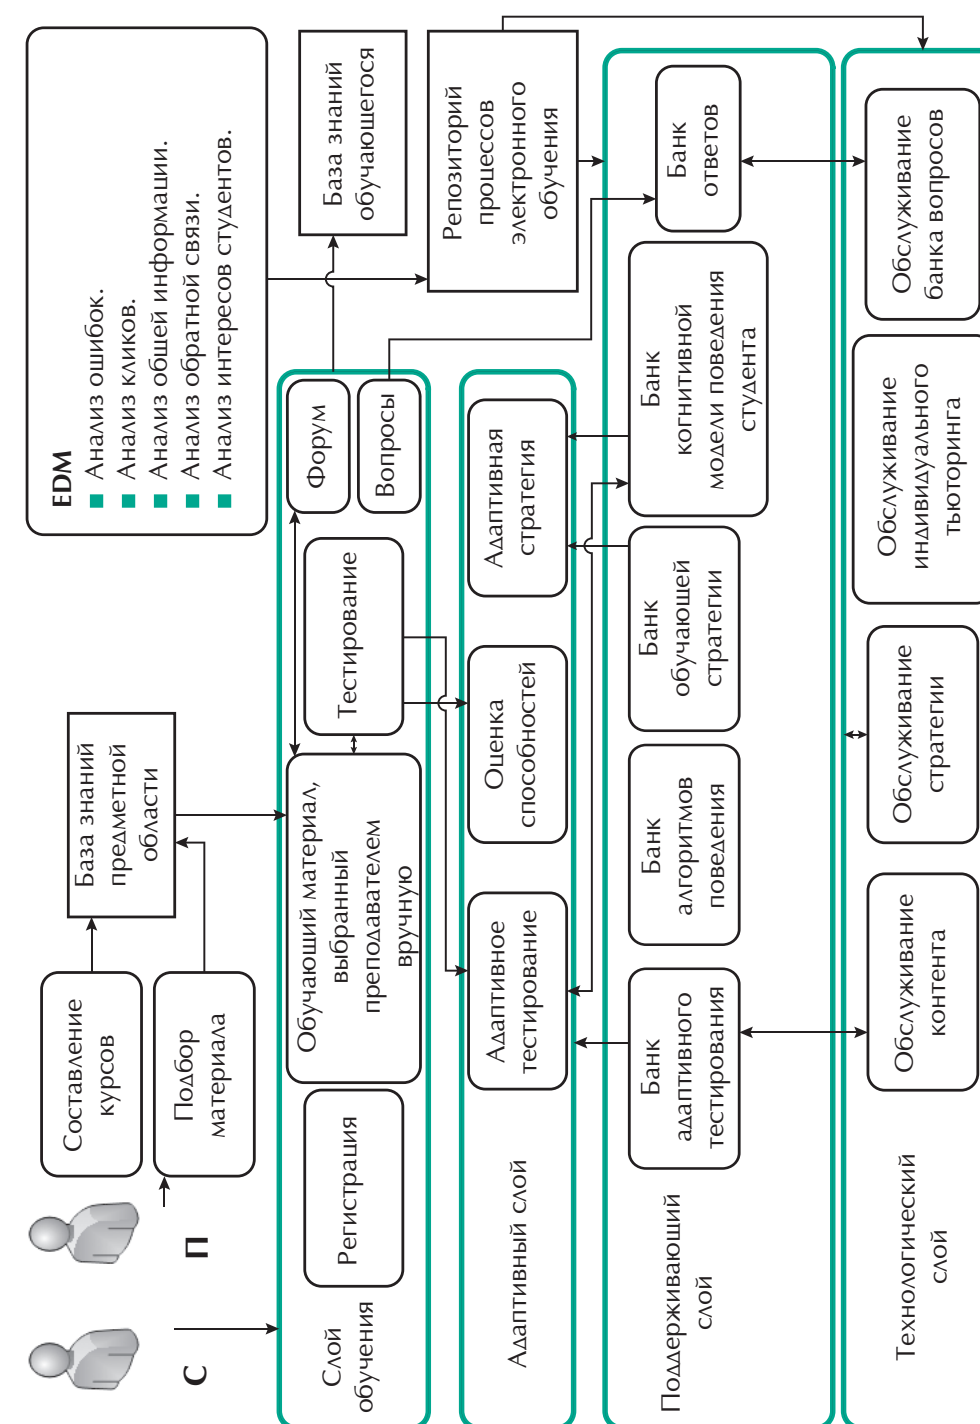 EDM
Анализ ошибок.
Анализ кликов.
Анализ общей информации.
Анализ обратной связи.
Анализ интересов студентов.
С
П
Составление
курсов
Подбор
материала
База знаний
предметной
области
База знаний
обучающегося
Репозиторий
процессов
электронного
обучения
Слой
обучения
Регистрация
Обучающий материал,
выбранный
преподавателем
вручную
Тестирование
Форум
Вопросы
Адаптивный слой
Адаптивное
тестирование
Оценка
способностей
Адаптивная
стратегия
Поддерживающий
слой
Банк
адаптивного
тестирования
Банк
алгоритмов
поведения
Банк
обучающей
стратегии
Банк
когнитивной
модели поведения
студента
Банк
ответов
Технологический
слой
Обслуживание
контента
Обслуживание
стратегии
Обслуживание
индивидуального
тьюторинга
Обслуживание
банка вопросов